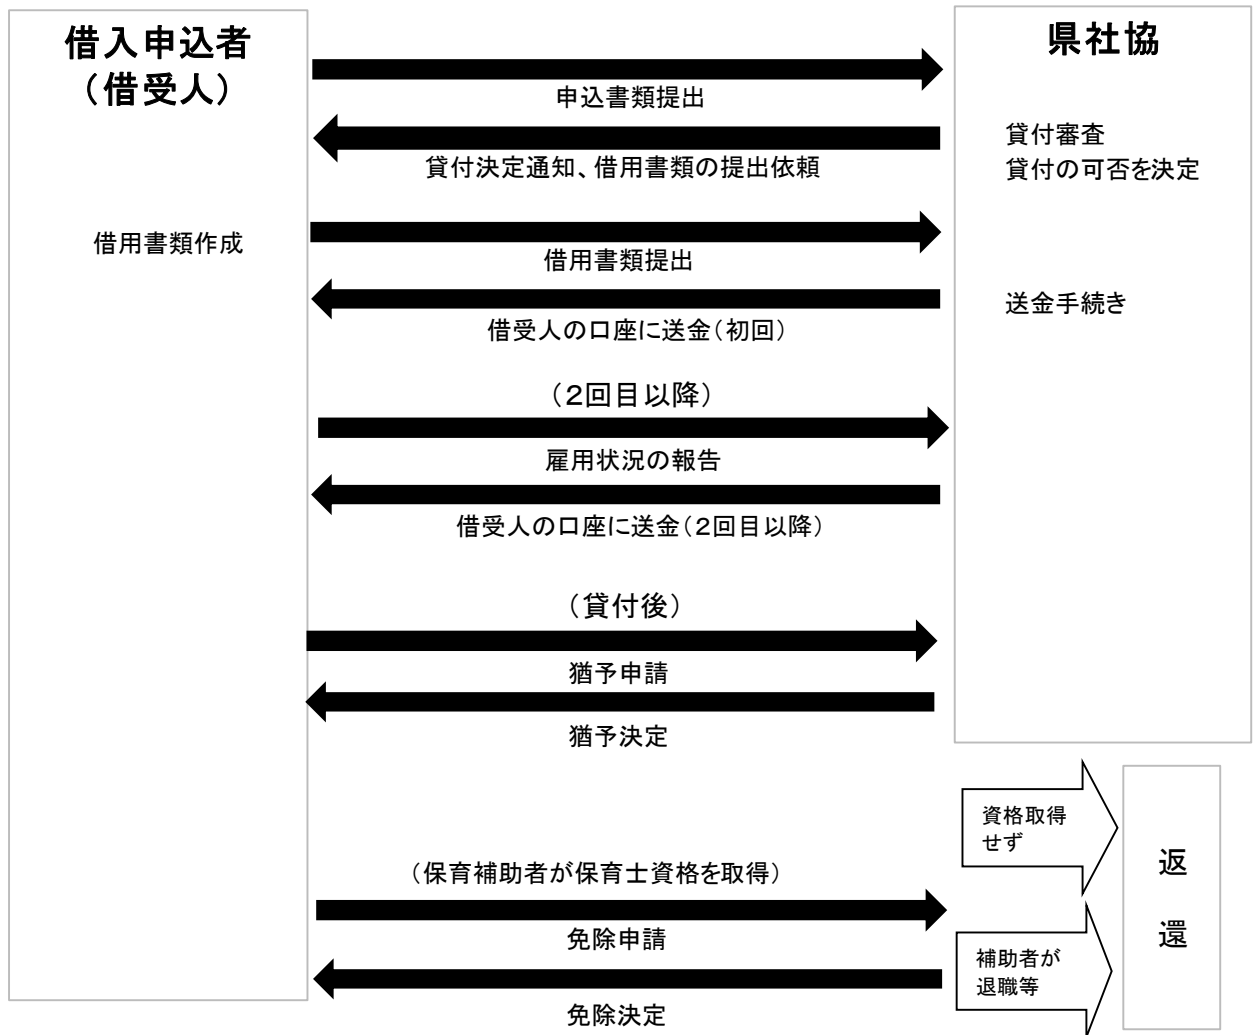 借入申込者
（借受人）
県社協
申込書類提出
貸付審査
貸付の可否を決定
貸付決定通知、借用書類の提出依頼
借用書類作成
借用書類提出
送金手続き
借受人の口座に送金（初回）
（２回目以降）
雇用状況の報告
借受人の口座に送金（２回目以降）
（貸付後）
猶予申請
猶予決定
資格取得
せず
返
還
（保育補助者が保育士資格を取得）
免除申請
補助者が
退職等
免除決定